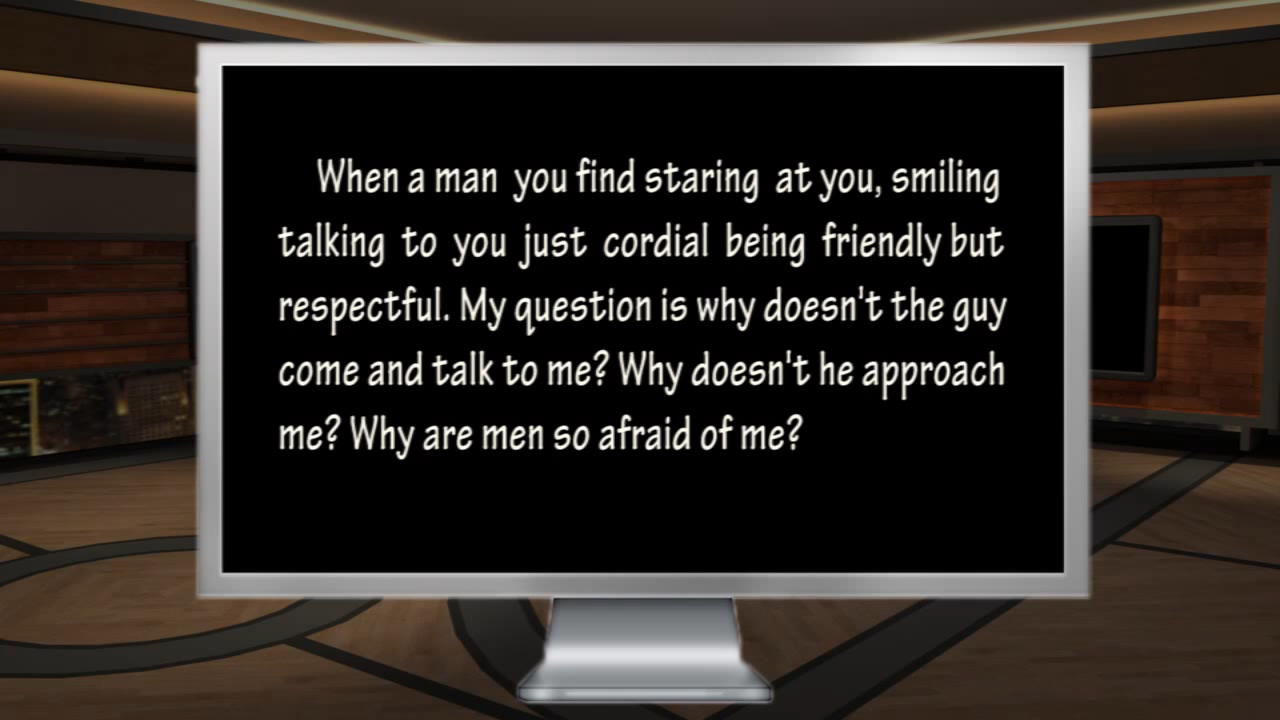 When a man you find staring at you, smiling
talking to you just cordial being friendly but
respectful. My question is why doesn't the guy
come and talk to me? Why doesn't he approach
me? Why are men so afraid of me?